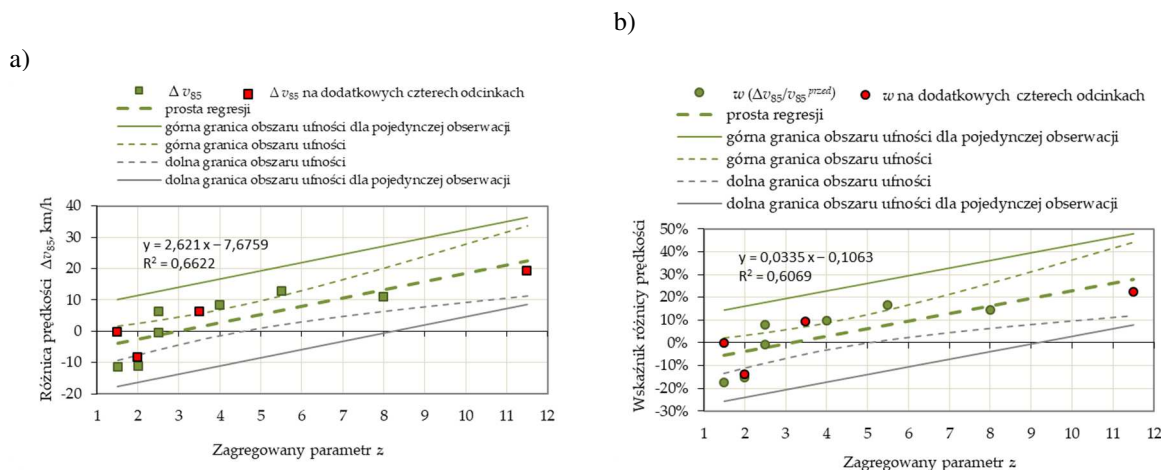 a)
Δ v85 Δ v85 na dodatkowych czterech odcinkach
prosta regresji
górna granica obszaru ufności dla pojedynczej obserwacji
górna granica obszaru ufności
dolna granica obszaru ufności
dolna granica obszaru ufności dla pojedynczej obserwacji
Różnica prędkości Δv85, km/h
40
30
20
10
0
-10
-20
y = 2,621 x – 7,6759
R² = 0,6622
1 2 3 4 5 6 7 8 9 10 11 12
Zagregowany parametr z
b)
w (Δv85/v85 przed) w na dodatkowych czterech odcinkach
prosta regresji
górna granica obszaru ufności dla pojedynczej obserwacji
górna granica obszaru ufności
dolna granica obszaru ufności
dolna granica obszaru ufności dla pojedynczej obserwacji
Wskaźnik różnicy prędkości
50%
40%
30%
20%
10%
0%
-10%
-20%
-30%
y = 0,0335 x – 0,1063
R² = 0,6069
1 2 3 4 5 6 7 8 9 10 11 12
Zagregowany parametr z